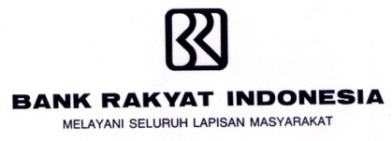 BANK RAKYAT INDONESIA
MELAYANI SELURUH LAPISAN MASYARAKAT